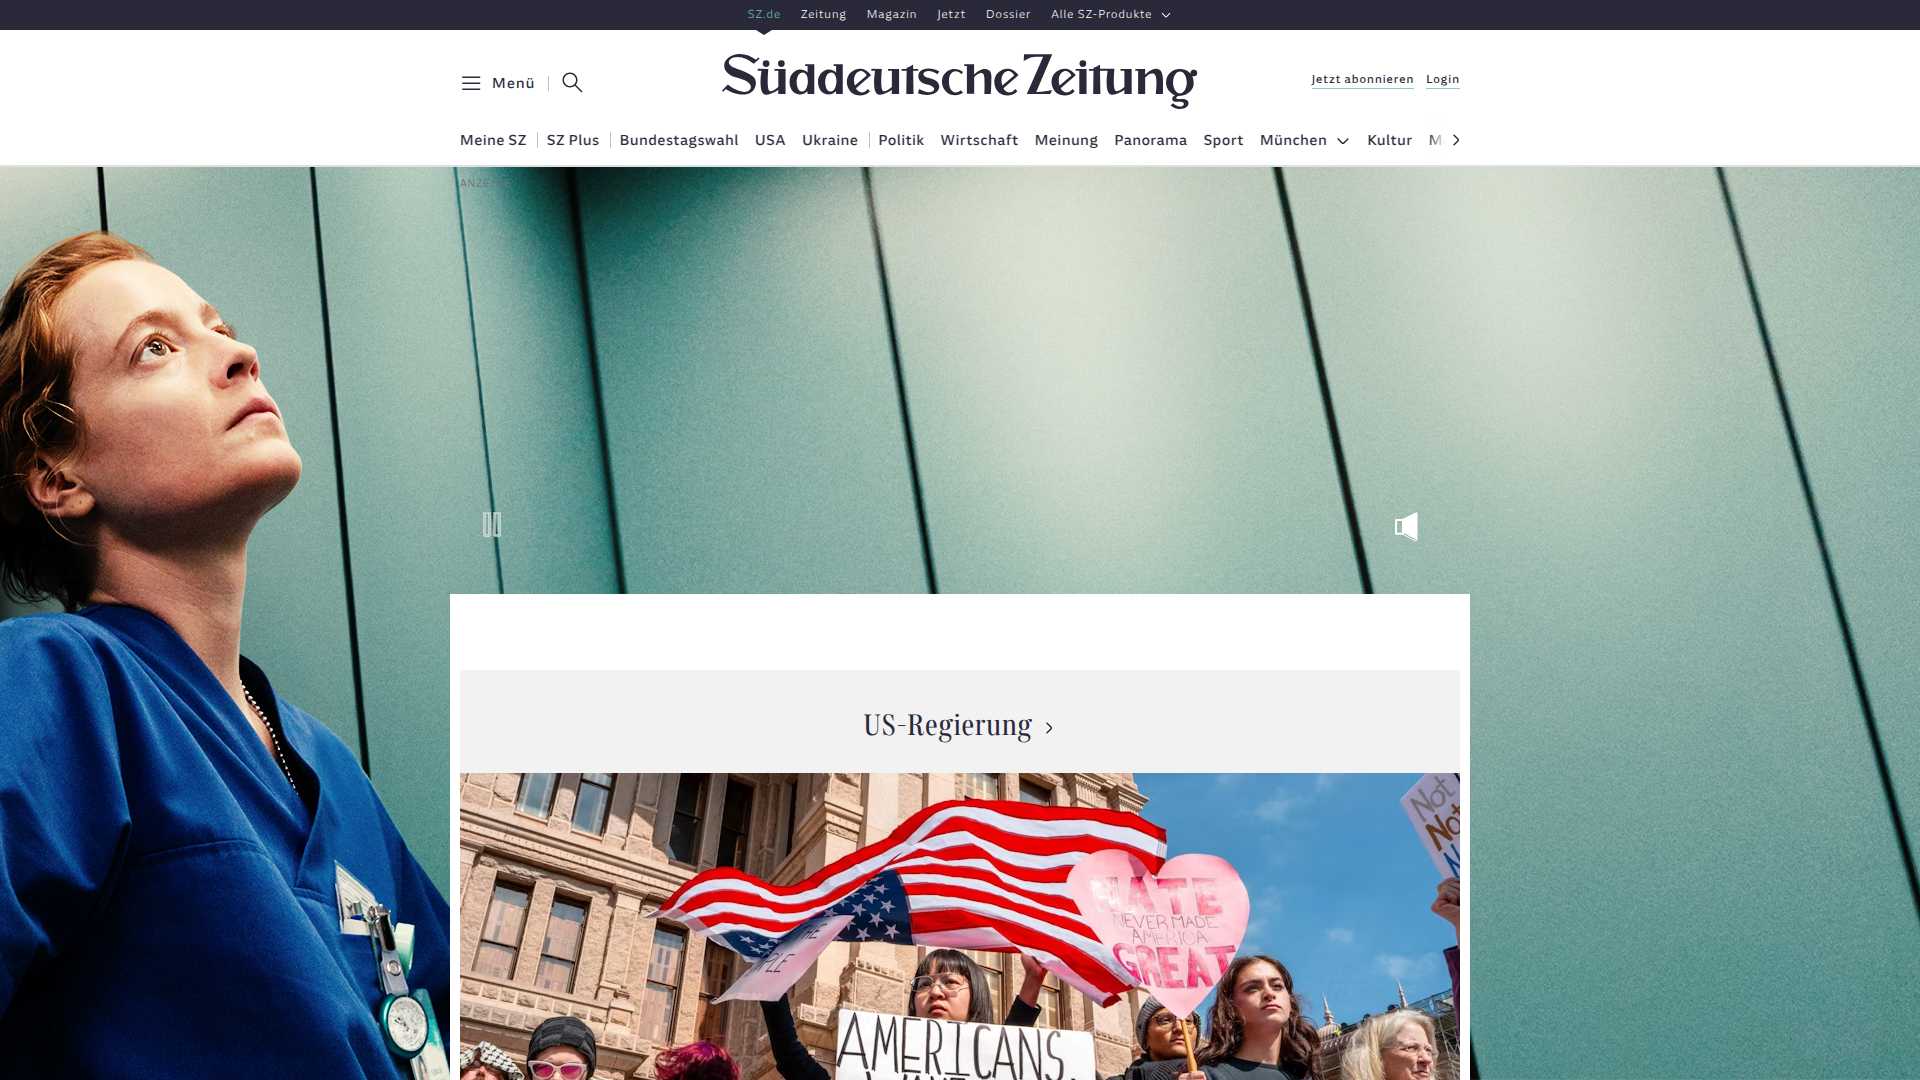 SZ.de Zeitung Magazin Jetzt Dossier Alle SZ-Produkte
Menü
Süddeutsche Zeitung
Jetzt abonnieren Login
Meine SZ SZ Plus Bundestagswahl USA Ukraine Politik Wirtschaft Meinung Panorama Sport München Kultur M
US-Regierung
Not
HATE
NEVER MADE
AMERICA
GREAT
AMERICANS,